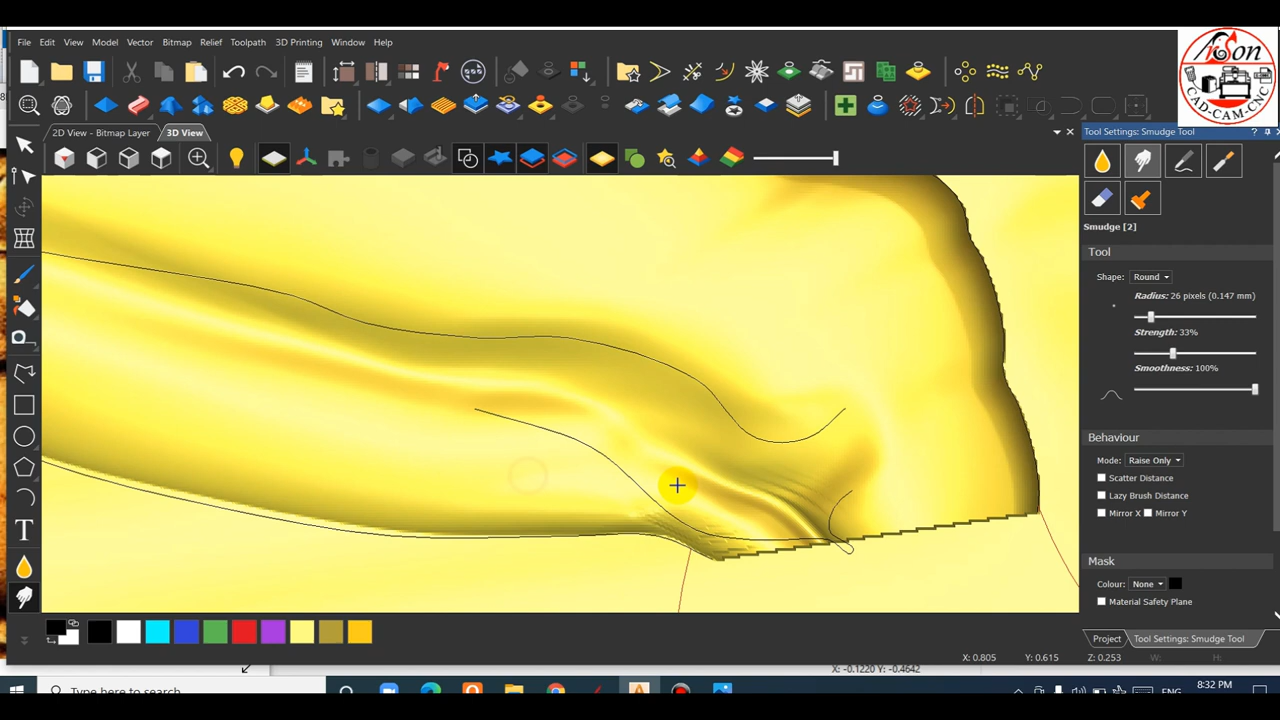 File Edit View Model Vector Bitmap Relief Toolpath 3D Printing Window Help
CAD-CAM-CNC
2D View - Bitmap Layer 3D View
Tool Settings: Smudge Tool
Smudge [2]
Tool
Shape: Round
Radius: 26 pixels (0.147 mm)
Strength: 33%
Smoothness: 100%
Behaviour
Mode: Raise Only
Scatter Distance
Lazy Brush Distance
Mirror X Mirror Y
Mask
Colour: None
Material Safety Plane
Project Tool Settings: Smudge Tool
X: 0.805 Y: 0.615 Z: 0.253 W: H:
X: -0.1220 Y: -0.4642
Type here to search
ENG
8:32 PM